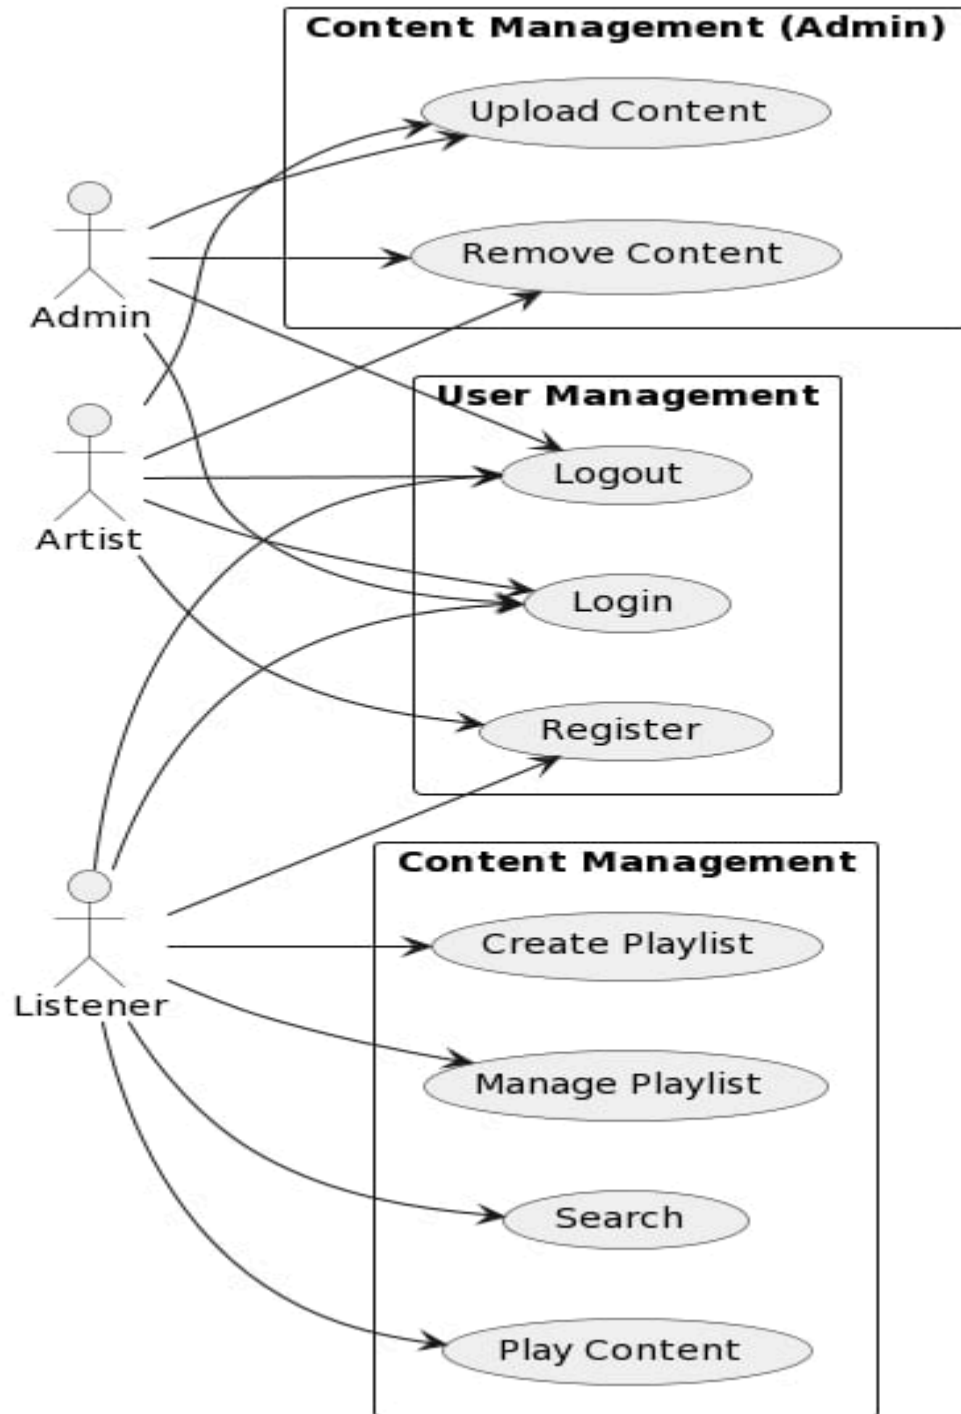 Content Management (Admin)
Upload Content
Remove Content
Admin
User Management
Logout
Artist
Login
Register
Content Management
Create Playlist
Listener
Manage Playlist
Search
Play Content